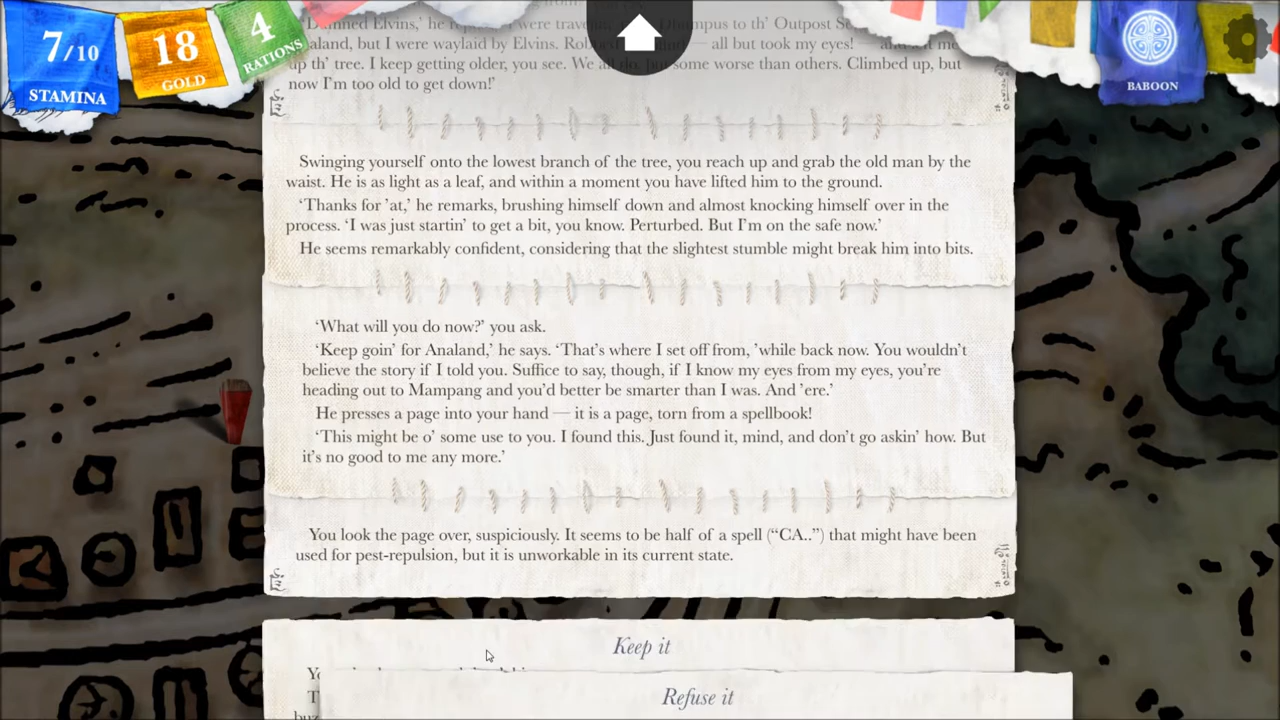 7/10
STAMINA
18
GOLD
4
RATIONS
BABOON
aland, but I were waylaid by Elvins.
all but took my eyes!
up th' tree. I keep getting older, you see. We
some worse than others. Climbed up, but
now I'm too old to get down!'
Swinging yourself onto the lowest branch of the tree, you reach up and grab the old man by the
waist. He is as light as a leaf, and within a moment you have lifted him to the ground.
'Thanks for 'at,' he remarks, brushing himself down and almost knocking himself over in the
process. 'I was just startin' to get a bit, you know. Perturbed. But I'm on the safe now.'
He seems remarkably confident, considering that the slightest stumble might break him into bits.
'What will you do now?' you ask.
'Keep goin' for Analand,' he says. 'That's where I set off from, 'while back now. You wouldn't
believe the story if I told you. Suffice to say, though, if I know my eyes from my eyes, you're
heading out to Mampang and you'd better be smarter than I was. And 'ere.'
He presses a page into your hand — it is a page, torn from a spellbook!
'This might be o' some use to you. I found this. Just found it, mind, and don't go askin' how. But
it's no good to me any more.'
You look the page over, suspiciously. It seems to be half of a spell ("CA..") that might have been
used for pest-repulsion, but it is unworkable in its current state.
Keep it
Refuse it